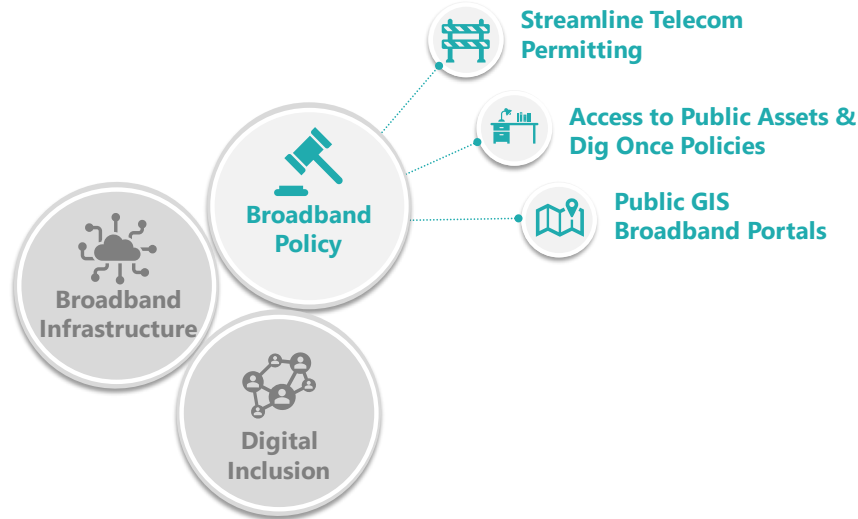 Streamline Telecom
Permitting
Access to Public Assets &
Dig Once Policies
Public GIS
Broadband Portals
Broadband
Policy
Broadband
Infrastructure
Digital
Inclusion